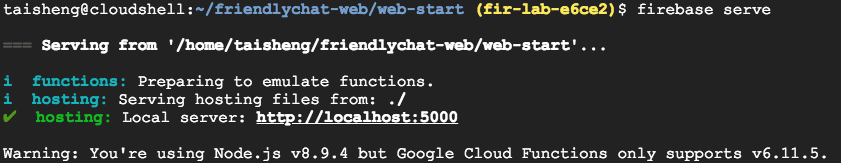 taisheng@cloudshell:~/friendlychat-web/web-start (fir-lab-e6ce2)$ firebase serve
=== Serving from '/home/taisheng/friendlychat-web/web-start'...
i  functions: Preparing to emulate functions.
i  hosting: Serving hosting files from: ./
✔  hosting: Local server: http://localhost:5000
Warning: You're using Node.js v8.9.4 but Google Cloud Functions only supports v6.11.5.